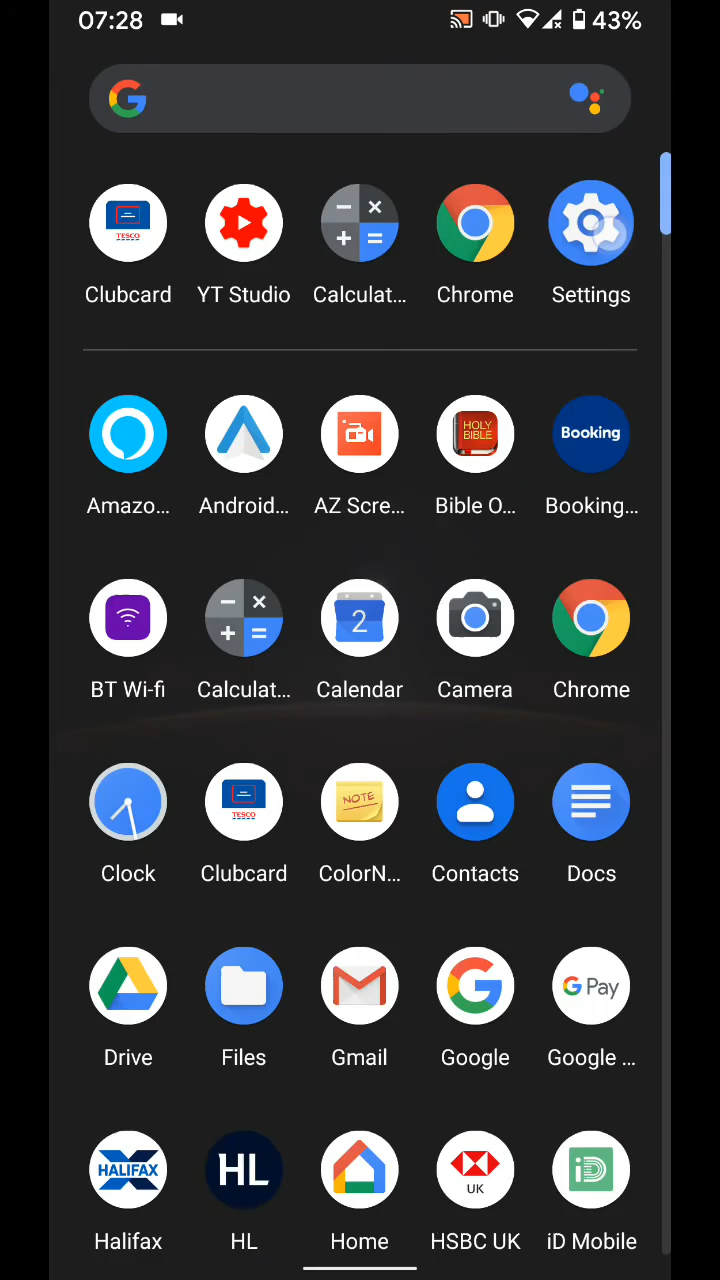 07:28 43%
TESCO
Clubcard YT Studio Calculat... Chrome Settings
HOLY
BIBLE
Booking
Amazo... Android... AZ Scre... Bible O... Booking...
2
BT Wi-fi Calculat... Calendar Camera Chrome
TESCO
NOTE
Clock Clubcard ColorN... Contacts Docs
G Pay
Drive Files Gmail Google Google ...
HALIFAX
HL
UK
iD
Halifax HL Home HSBC UK iD Mobile